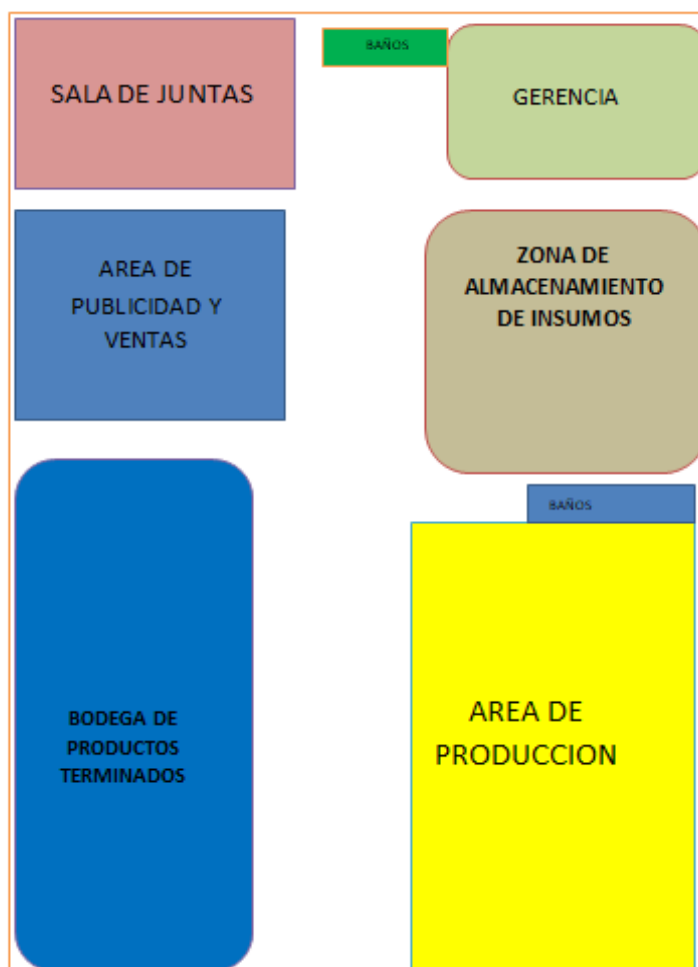 SALA DE JUNTAS
BAÑOS
GERENCIA
AREA DE
PUBLICIDAD Y
VENTAS
ZONA DE
ALMACENAMIENTO
DE INSUMOS
BAÑOS
BODEGA DE
PRODUCTOS
TERMINADOS
AREA DE
PRODUCCION